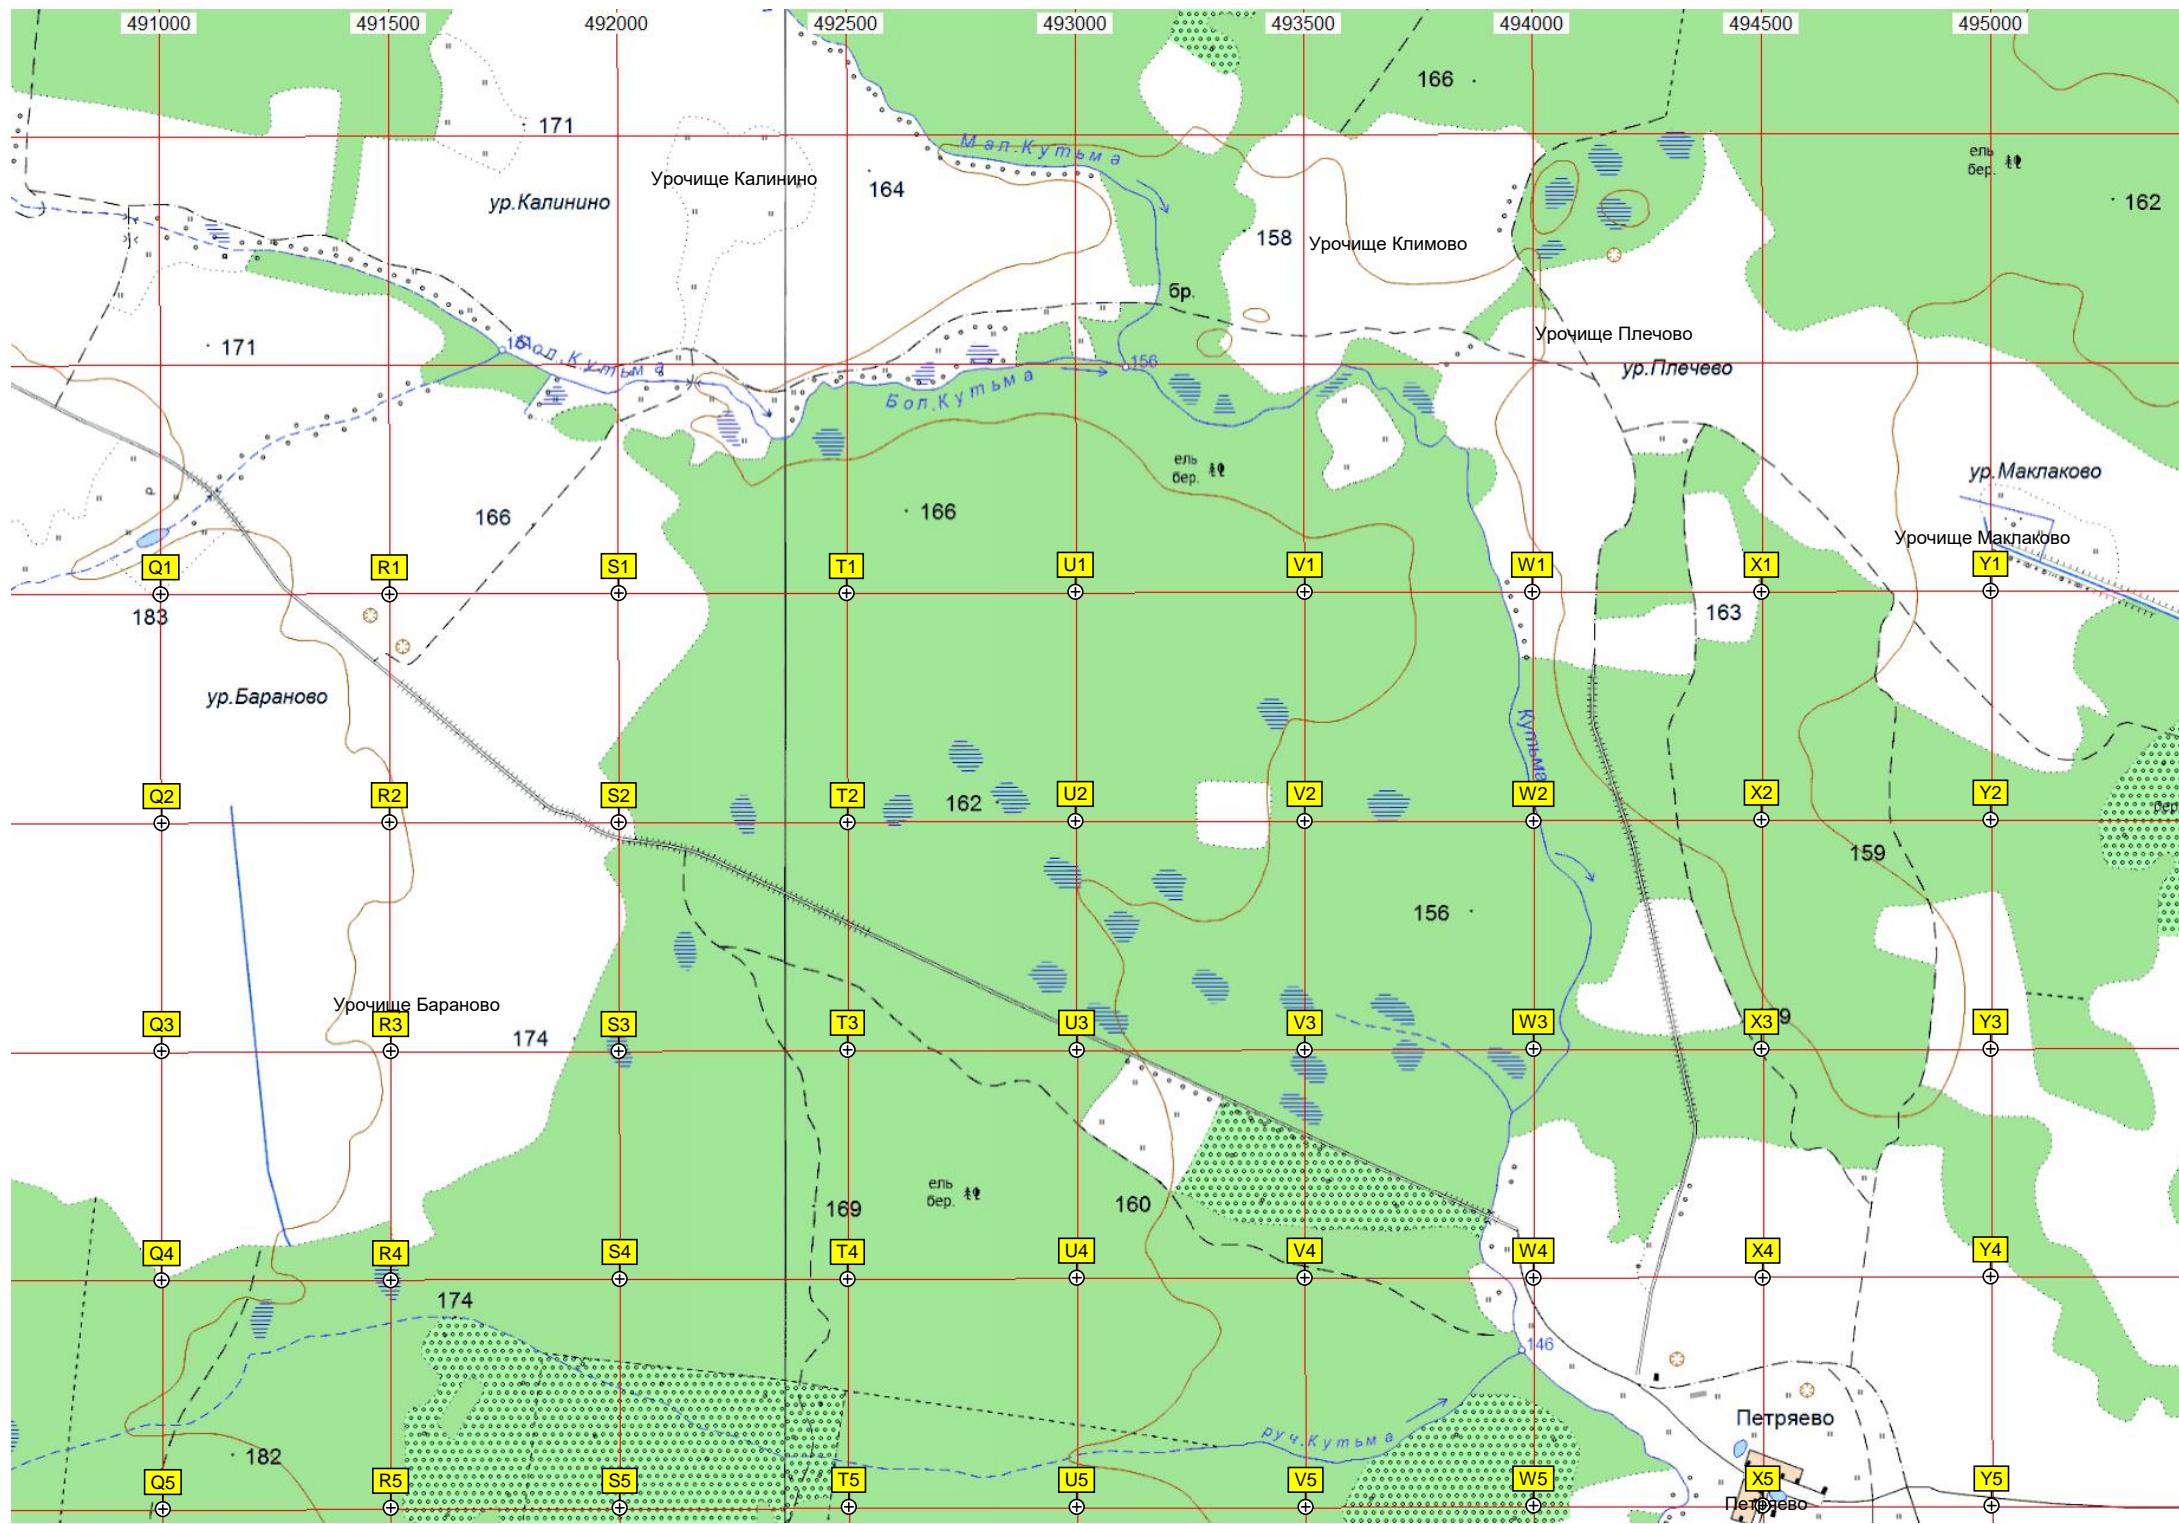 491000 491500 492000 492500 493000 493500 494000 494500 495000
166
171
Мал.Кутьма
ель
бер.
Урочище Калинино
164
162
ур.Калинино
158
Урочище Климово
бр.
Урочище Плечово
171
Бол.Кутьма
156
ур.Плечево
Бол.Кутьма
ель
бер.
ур.Маклаково
166
166
Урочище Маклаково
Q1 R1 S1 T1 U1 V1 W1 X1 Y1
183
163
ур.Бараново
Кутьма
Q2 R2 S2 T2 U2 V2 W2 X2 Y2
162
бер
159
156
Урочище Бараново
Q3 R3 S3 T3 U3 V3 W3 X3 Y3
9
174
ель
бер.
169
160
Q4 R4 S4 T4 U4 V4 W4 X4 Y4
174
146
Петряево
руч.Кутьма
182
Q5 R5 S5 T5 U5 V5 W5 X5 Y5
Петряево